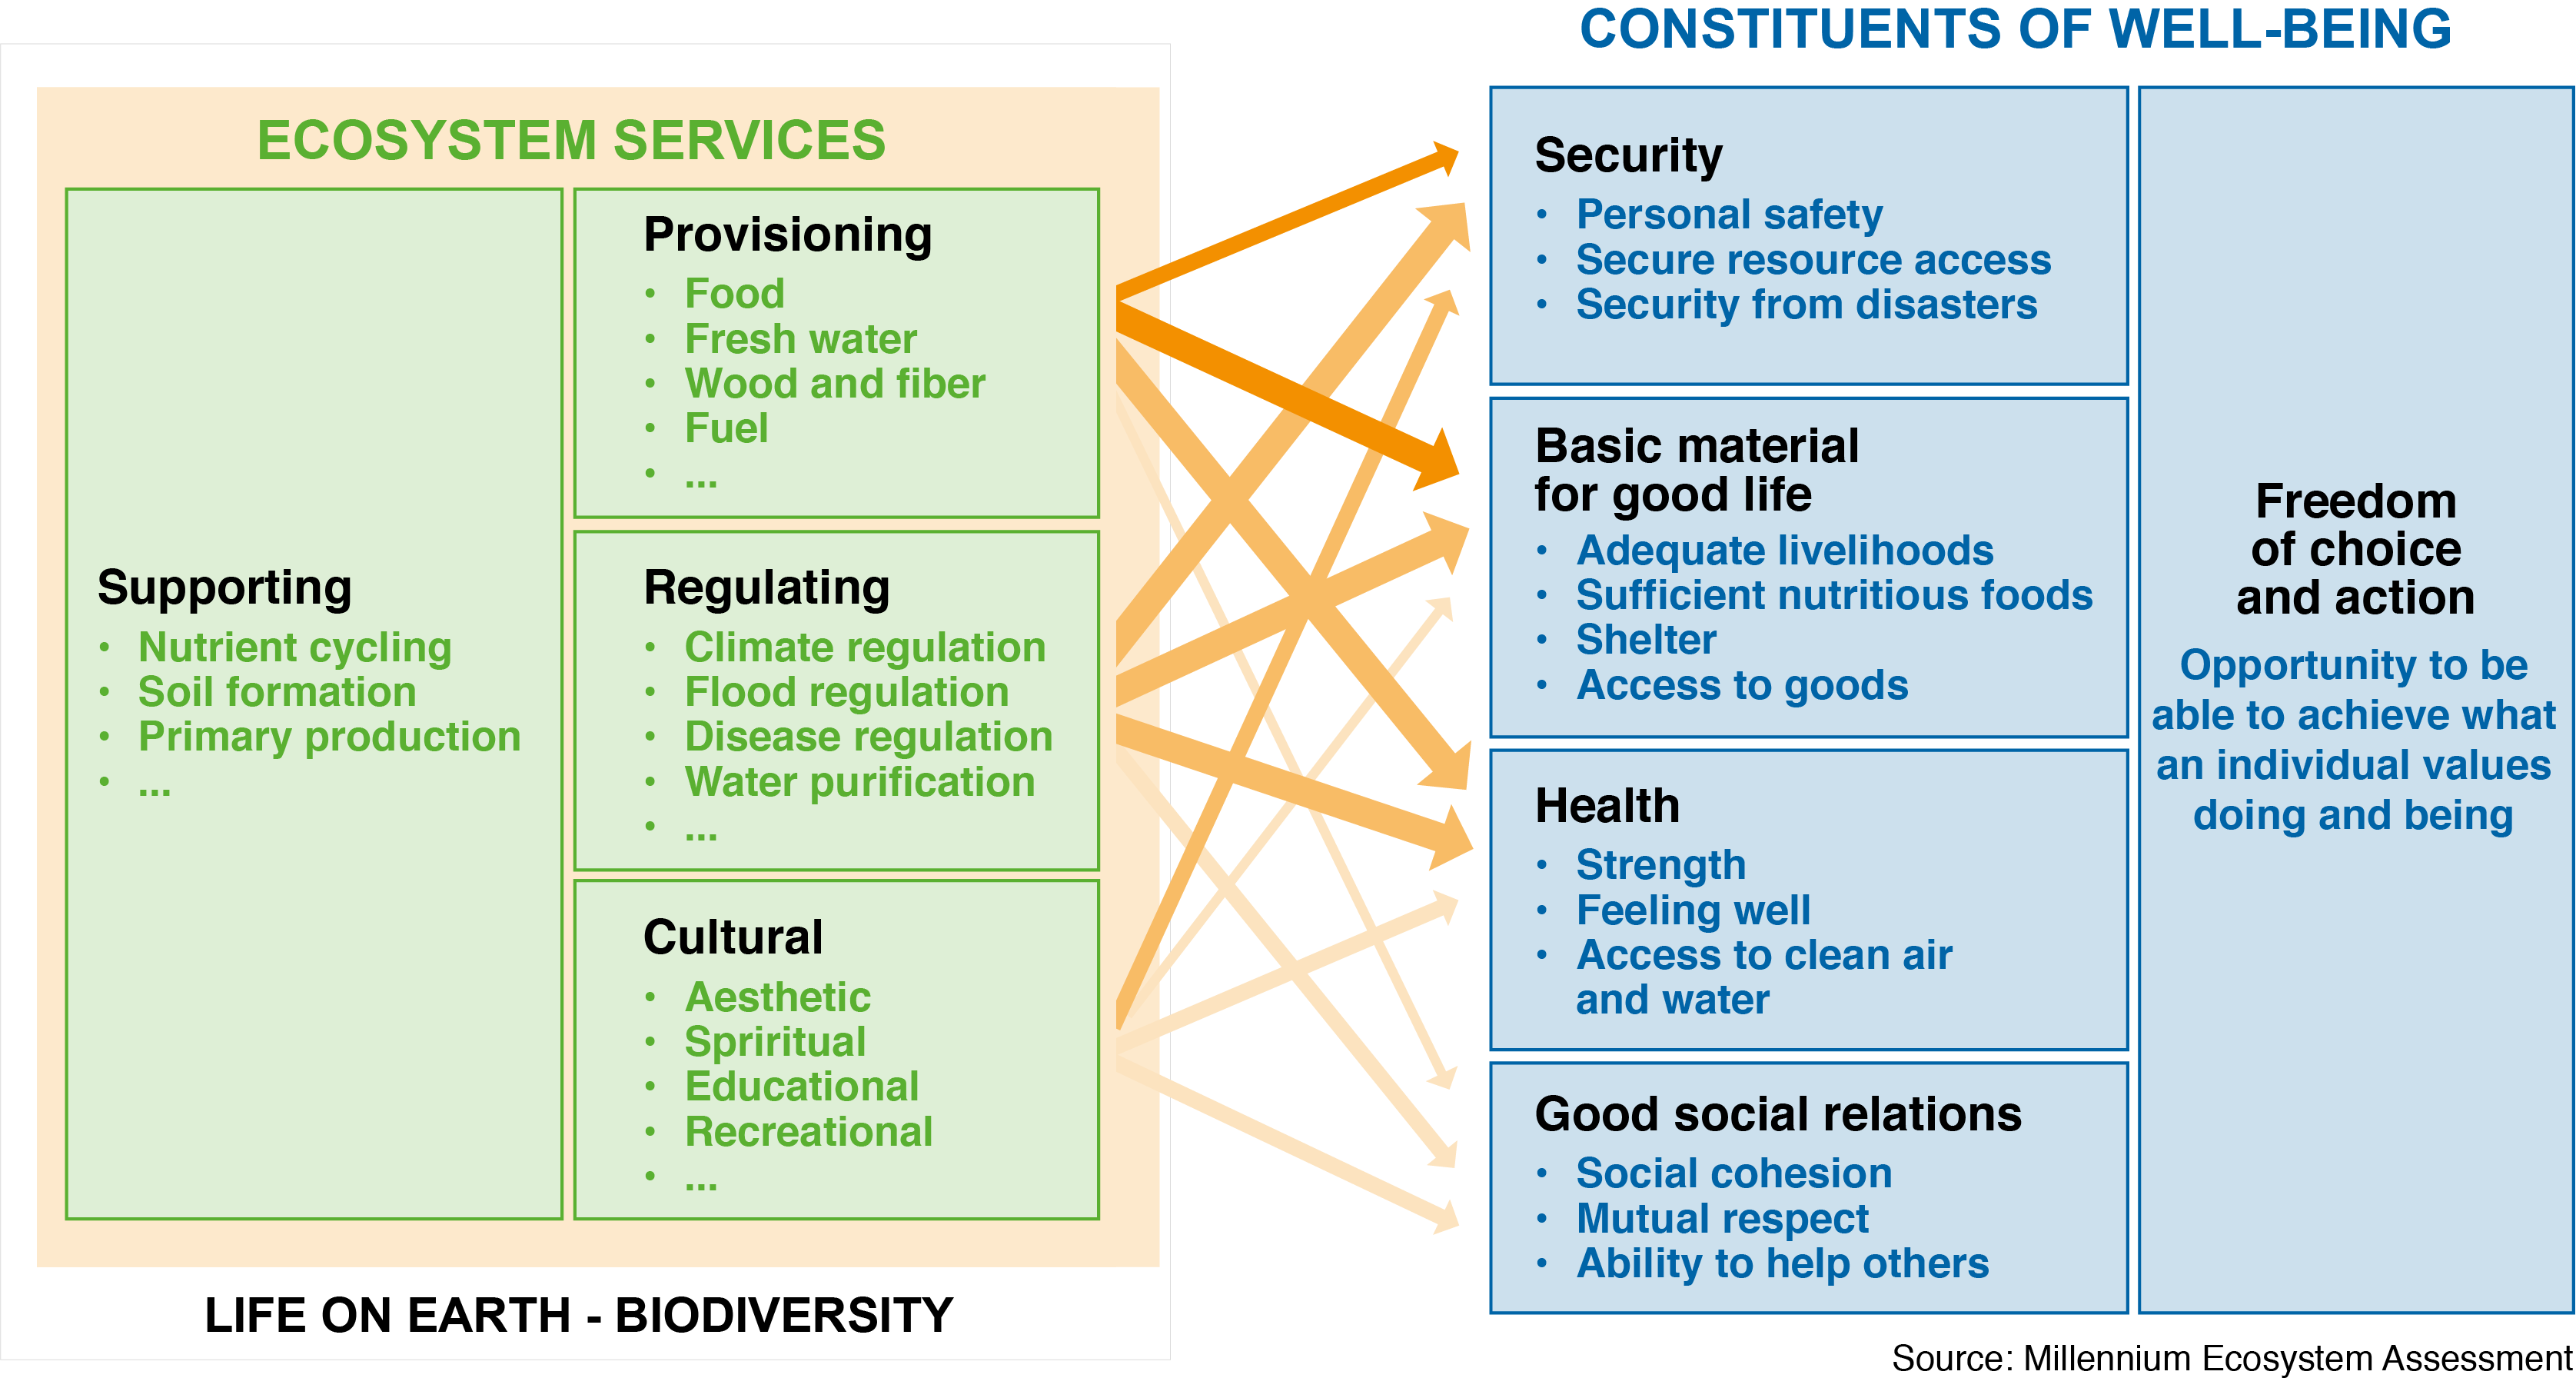 CONSTITUENTS OF WELL-BEING
ECOSYSTEM SERVICES
Supporting
• Nutrient cycling
• Soil formation
• Primary production
• ...
Provisioning
• Food
• Fresh water
• Wood and fiber
• Fuel
• ...
Regulating
• Climate regulation
• Flood regulation
• Disease regulation
• Water purification
• ...
Cultural
• Aesthetic
• Spriritual
• Educational
• Recreational
• ...
LIFE ON EARTH - BIODIVERSITY
Security
• Personal safety
• Secure resource access
• Security from disasters
Basic material
for good life
• Adequate livelihoods
• Sufficient nutritious foods
• Shelter
• Access to goods
Health
• Strength
• Feeling well
• Access to clean air
and water
Good social relations
• Social cohesion
• Mutual respect
• Ability to help others
Freedom
of choice
and action
Opportunity to be
able to achieve what
an individual values
doing and being
Source: Millennium Ecosystem Assessment